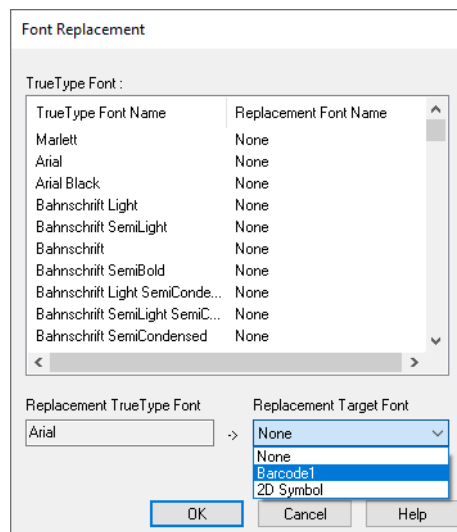 Font Replacement
TrueType Font :
TrueType Font Name Replacement Font Name
Marlett None
Arial None
Arial Black None
Bahnschrift Light None
Bahnschrift SemiLight None
Bahnschrift None
Bahnschrift SemiBold None
Bahnschrift Light SemiConde... None
Bahnschrift SemiLight SemiC... None
Bahnschrift SemiCondensed None
Replacement TrueType Font Replacement Target Font
Arial -> None
None
Barcode1
2D Symbol
OK Cancel Help